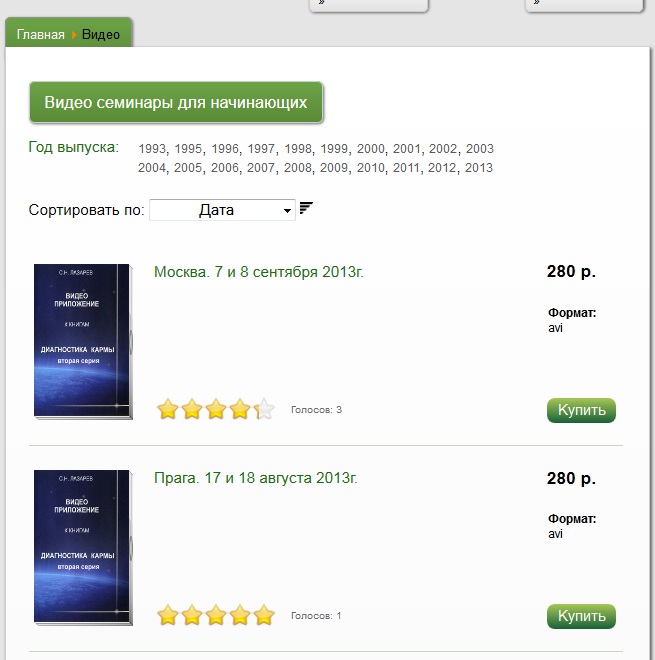 »
»
Главная Видео
Видео семинары для начинающих
Год выпуска: 1993, 1995, 1996, 1997, 1998, 1999, 2000, 2001, 2002, 2003
2004, 2005, 2006, 2007, 2008, 2009, 2010, 2011, 2012, 2013
Сортировать по: Дата
С.Н. ЛАЗАРЕВ
ВИДЕО
ПРИЛОЖЕНИЕ
К КНИГАМ
ДИАГНОСТИКА КАРМЫ
вторая серия
Москва. 7 и 8 сентября 2013г.
280 р.
Формат:
avi
Голосов: 3
Купить
С.Н. ЛАЗАРЕВ
ВИДЕО
ПРИЛОЖЕНИЕ
К КНИГАМ
ДИАГНОСТИКА КАРМЫ
вторая серия
Прага. 17 и 18 августа 2013г.
280 р.
Формат:
avi
Голосов: 1
Купить